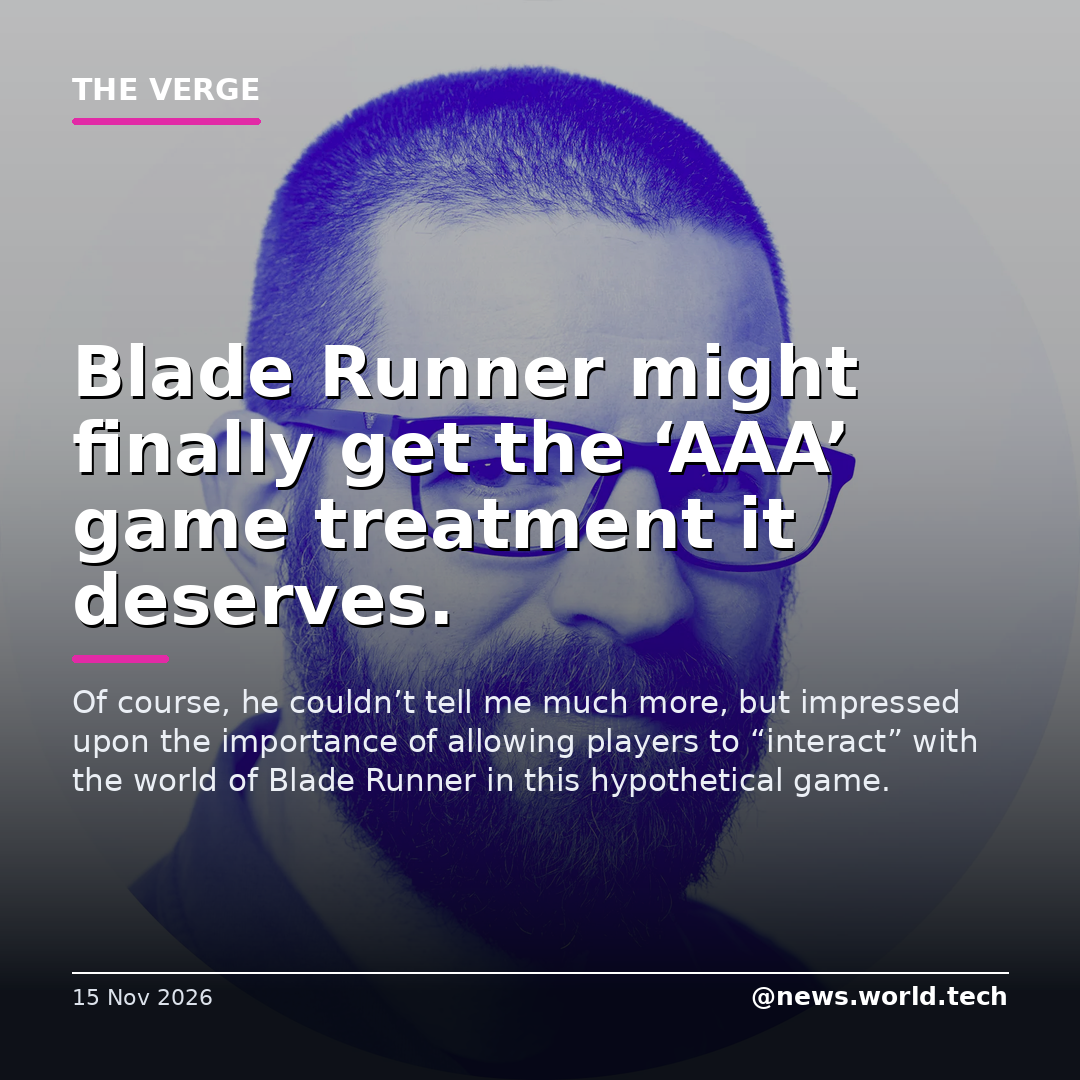 THE VERGE
Blade Runner might
finally get the ‘AAA’
game treatment it
deserves.
Of course, he couldn’t tell me much more, but impressed
upon the importance of allowing players to “interact” with
the world of Blade Runner in this hypothetical game.
15 Nov 2026
@news.world.tech